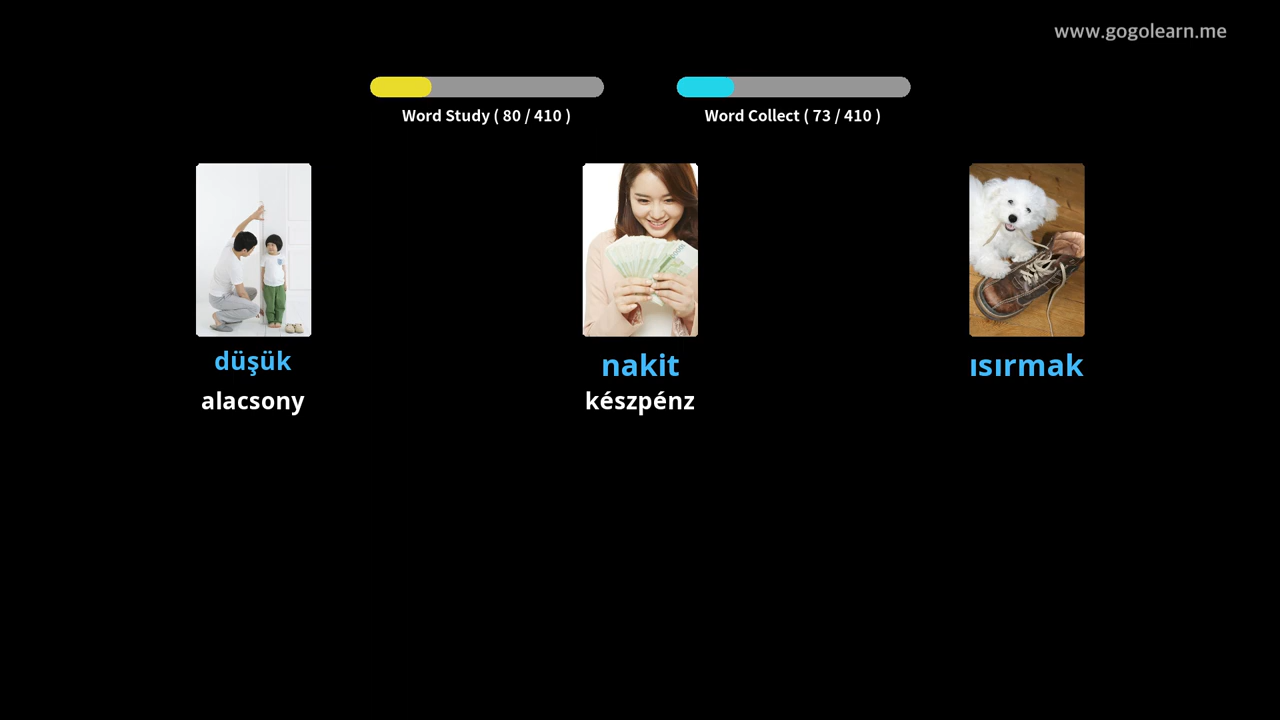 www.gogolearn.me
Word Study ( 80 / 410 )
Word Collect ( 73 / 410 )
düşük
alacsony
nakit
készpénz
ısırmak